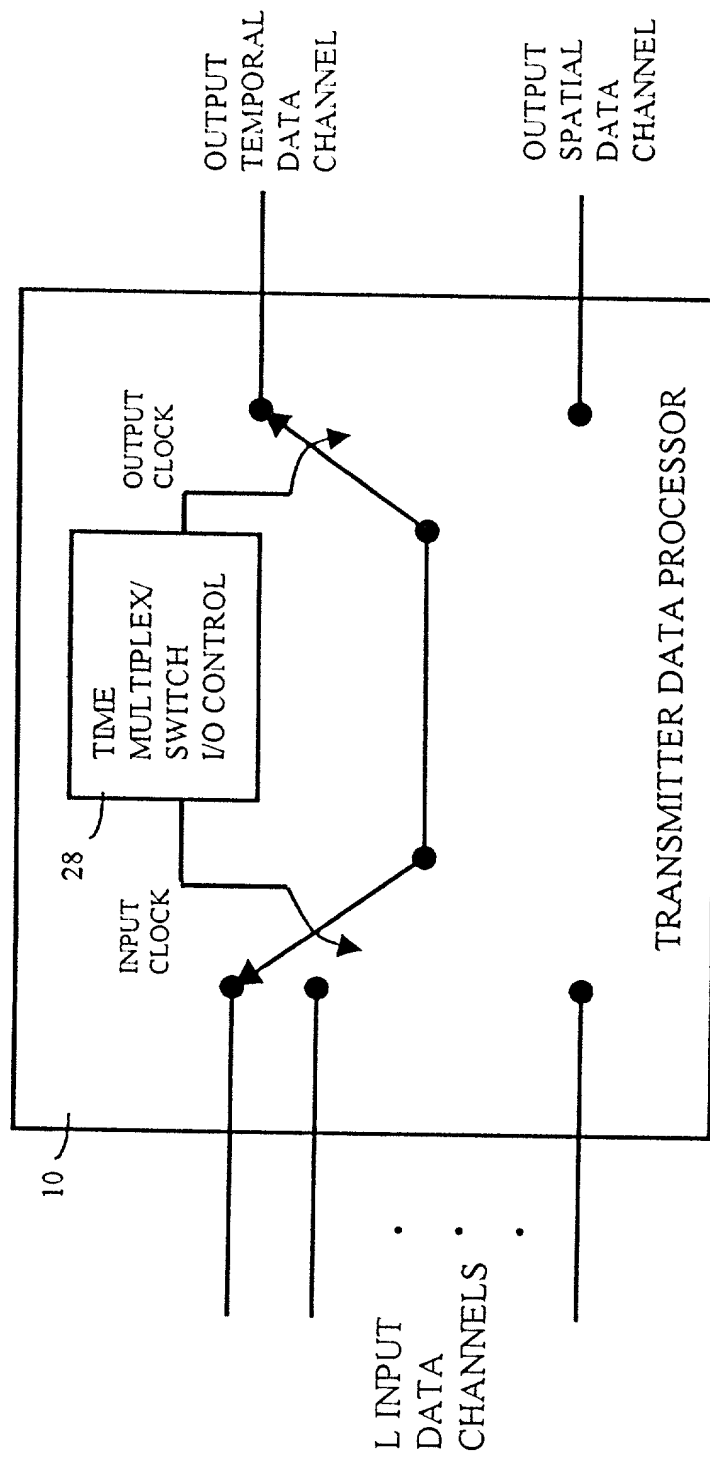 10
28
INPUT
CLOCK
TIME
MULTIPLEX/
SWITCH
I/O CONTROL
OUTPUT
CLOCK
OUTPUT
TEMPORAL
DATA
CHANNEL
L INPUT
DATA
CHANNELS
OUTPUT
SPATIAL
DATA
CHANNEL
TRANSMITTER DATA PROCESSOR